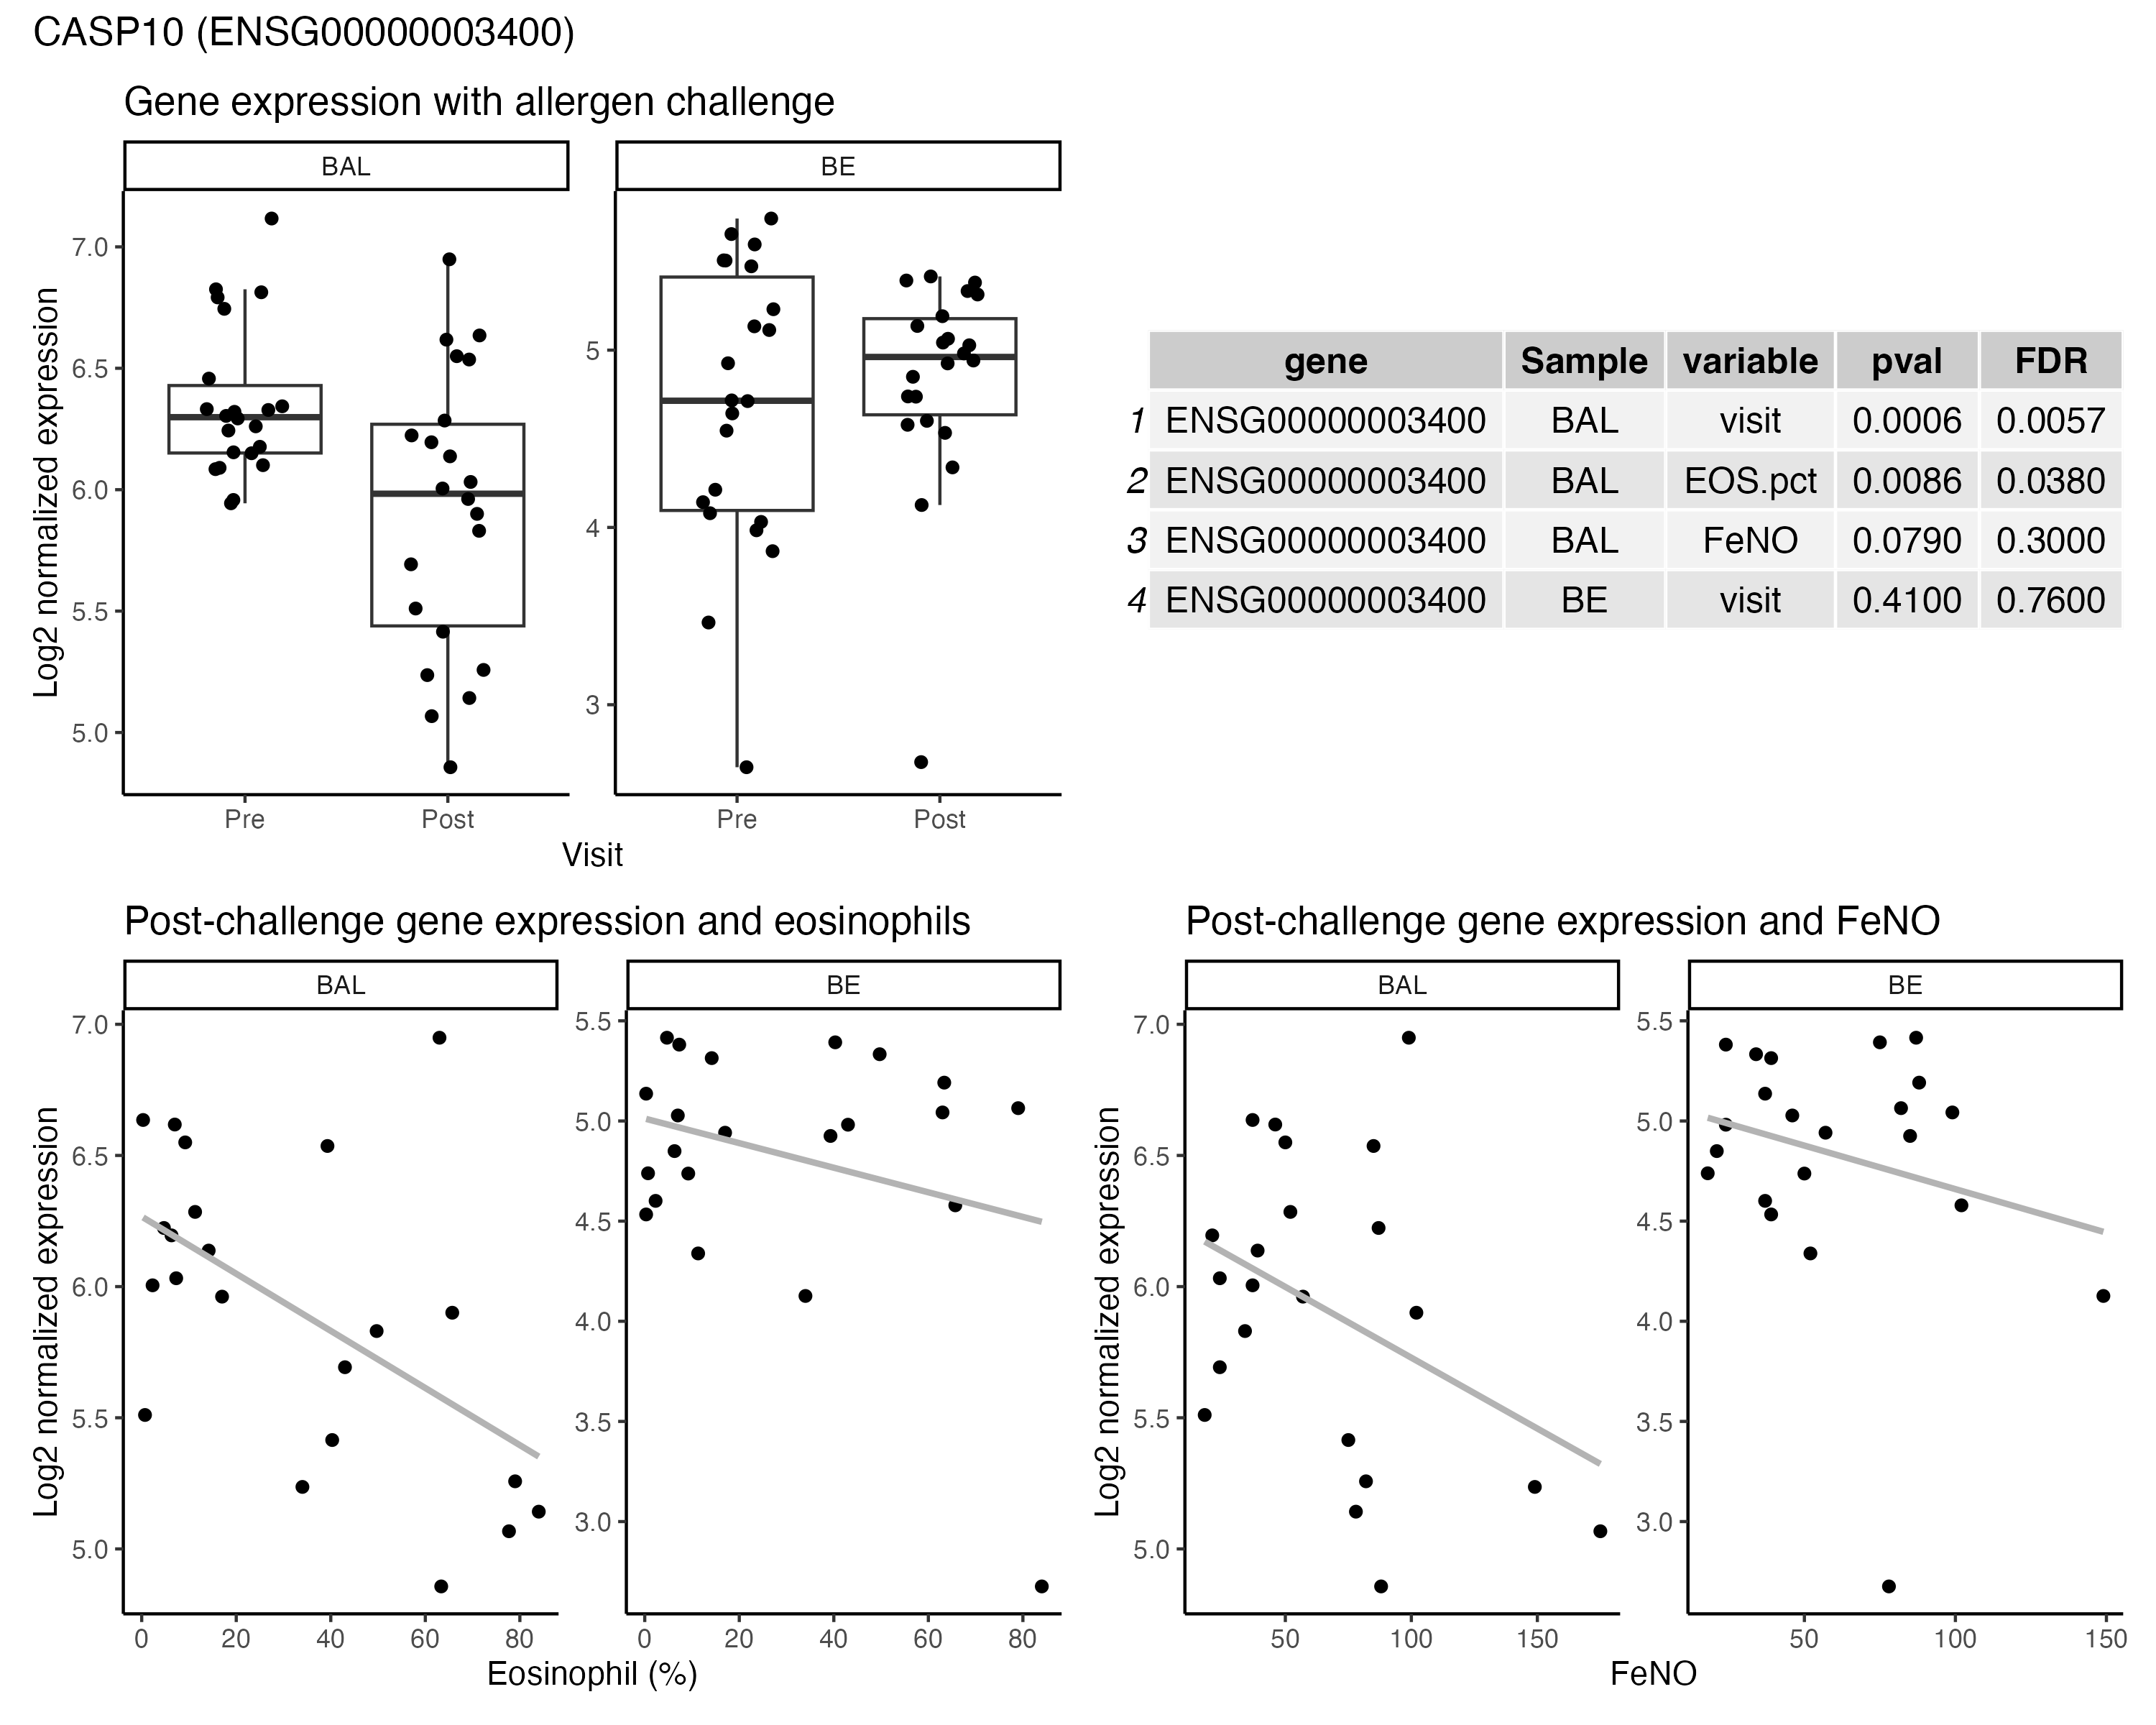 CASP10 (ENSG00000003400)
Gene expression with allergen challenge
BAL
BE
Log2 normalized expression
7.0
6.5
6.0
5.5
5.0
5
4
3
Pre
Post
Pre
Post
Visit
gene Sample variable pval FDR
1 ENSG00000003400 BAL visit 0.0006 0.0057
2 ENSG00000003400 BAL EOS.pct 0.0086 0.0380
3 ENSG00000003400 BAL FeNO 0.0790 0.3000
4 ENSG00000003400 BE visit 0.4100 0.7600
Post-challenge gene expression and eosinophils
BAL
BE
Log2 normalized expression
7.0
6.5
6.0
5.5
5.0
5.5
5.0
4.5
4.0
3.5
3.0
0 20 40 60 80
0 20 40 60 80
Eosinophil (%)
Post-challenge gene expression and FeNO
BAL
BE
Log2 normalized expression
7.0
6.5
6.0
5.5
5.0
5.5
5.0
4.5
4.0
3.5
3.0
50 100 150
50 100 150
FeNO